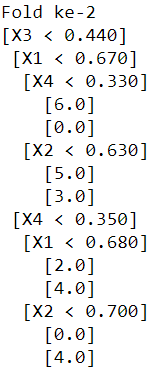 Fold ke-2
[X3 < 0.440]
 [X1 < 0.670]
  [X4 < 0.330]
    [6.0]
    [0.0]
  [X2 < 0.630]
    [5.0]
    [3.0]
 [X4 < 0.350]
  [X1 < 0.680]
    [2.0]
    [4.0]
  [X2 < 0.700]
    [0.0]
    [4.0]